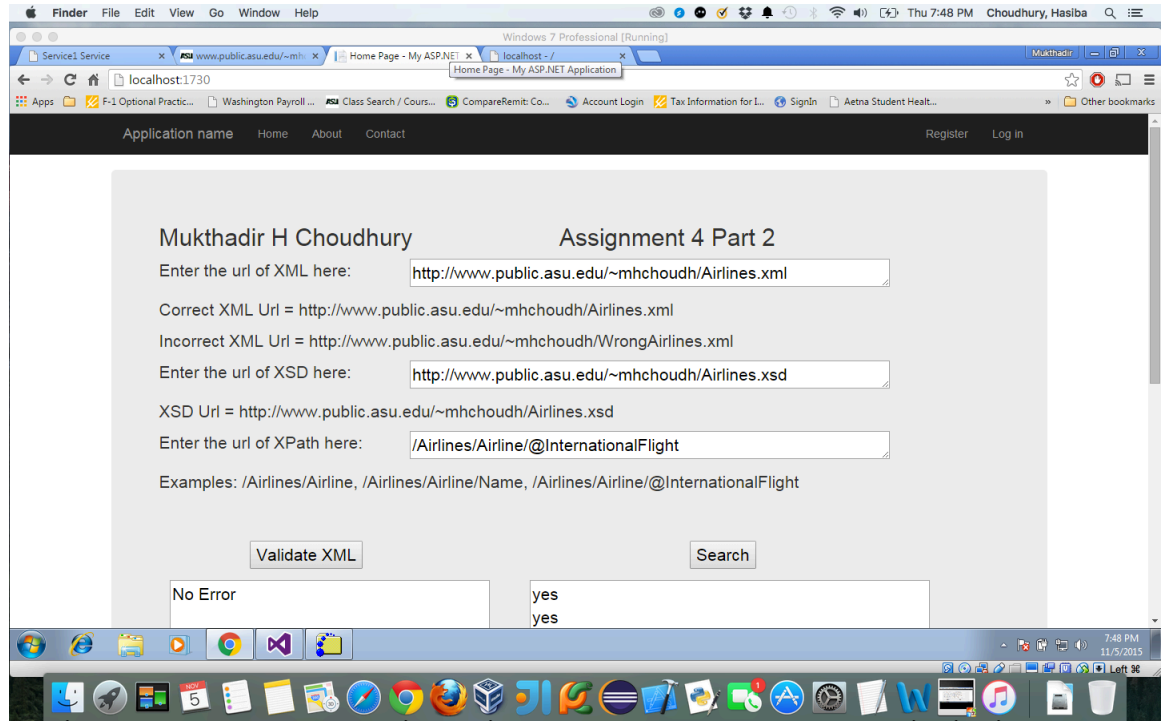 Finder File Edit View Go Window Help Thu 7:48 PM Choudhury, Hasiba
Windows 7 Professional [Running]
Service1 Service www.public.asu.edu/~mhc Home Page - My ASP.NET localhost - / Mukthadir
Home Page - My ASP.NET Application
localhost:1730
Apps F-1 Optional Practic... Washington Payroll ... ASU Class Search / Cours... CompareRemit: Co... Account Login Tax Information for I... SignIn Aetna Student Healt... » Other bookmarks
Application name Home About Contact Register Log in
Mukthadir H Choudhury Assignment 4 Part 2
Enter the url of XML here: http://www.public.asu.edu/~mhchoudh/Airlines.xml
Correct XML Url = http://www.public.asu.edu/~mhchoudh/Airlines.xml
Incorrect XML Url = http://www.public.asu.edu/~mhchoudh/WrongAirlines.xml
Enter the url of XSD here: http://www.public.asu.edu/~mhchoudh/Airlines.xsd
XSD Url = http://www.public.asu.edu/~mhchoudh/Airlines.xsd
Enter the url of XPath here: /Airlines/Airline/@InternationalFlight
Examples: /Airlines/Airline, /Airlines/Airline/Name, /Airlines/Airline/@InternationalFlight
Validate XML Search
No Error yes
yes
7:48 PM
11/5/2015
Left ⌘
NOV
5
1